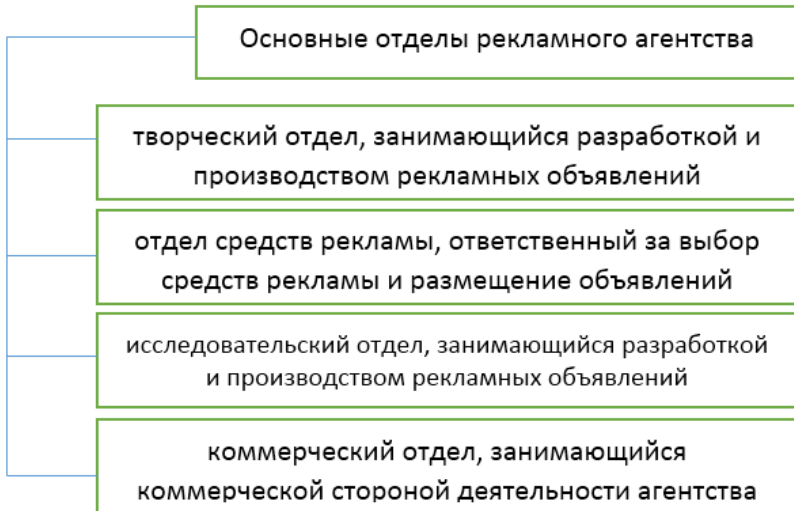 Основные отделы рекламного агентства
творческий отдел, занимающийся разработкой и
производством рекламных объявлений
отдел средств рекламы, ответственный за выбор
средств рекламы и размещение объявлений
исследовательский отдел, занимающийся разработкой
и производством рекламных объявлений
коммерческий отдел, занимающийся
коммерческой стороной деятельности агентства